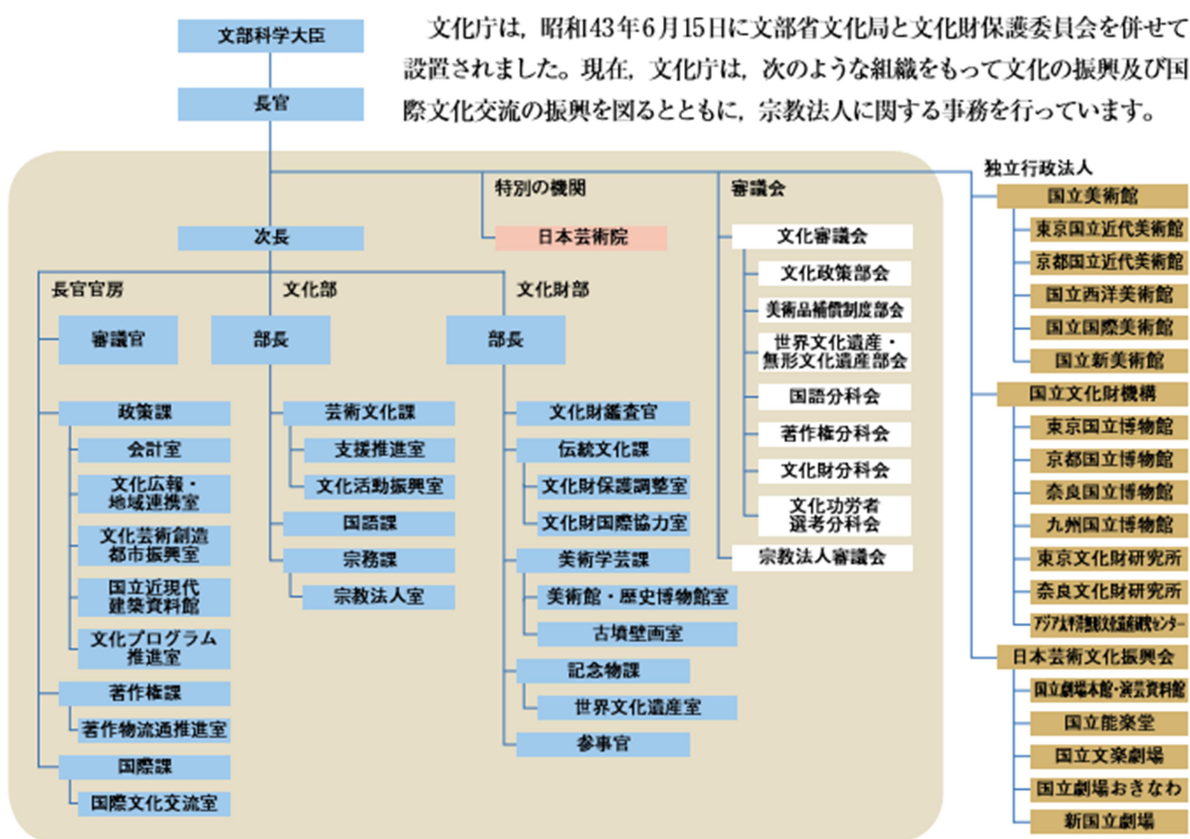 文部科学大臣
長官
文化庁は，昭和43年6月15日に文部省文化局と文化財保護委員会を併せて
設置されました。現在，文化庁は，次のような組織をもって文化の振興及び国
際文化交流の振興を図るとともに，宗教法人に関する事務を行っています。
次長
長官官房
審議官
政策課
会計室
文化広報・
地域連携室
文化芸術創造
都市振興室
国立近現代
建築資料館
文化プログラム
推進室
著作権課
著作物流通推進室
国際課
国際文化交流室
文化部
部長
芸術文化課
支援推進室
文化活動振興室
国語課
宗務課
宗教法人室
文化財部
部長
文化財鑑査官
伝統文化課
文化財保護調整室
文化財国際協力室
美術学芸課
美術館・歴史博物館室
古墳壁画室
記念物課
世界文化遺産室
参事官
特別の機関
日本芸術院
審議会
文化審議会
文化政策部会
美術品補償制度部会
世界文化遺産・
無形文化遺産部会
国語分科会
著作権分科会
文化財分科会
文化功労者
選考分科会
宗教法人審議会
独立行政法人
国立美術館
東京国立近代美術館
京都国立近代美術館
国立西洋美術館
国立国際美術館
国立新美術館
国立文化財機構
東京国立博物館
京都国立博物館
奈良国立博物館
九州国立博物館
東京文化財研究所
奈良文化財研究所
アジア太平洋無形文化遺産研究センター
日本芸術文化振興会
国立劇場本館・演芸資料館
国立能楽堂
国立文楽劇場
国立劇場おきなわ
新国立劇場